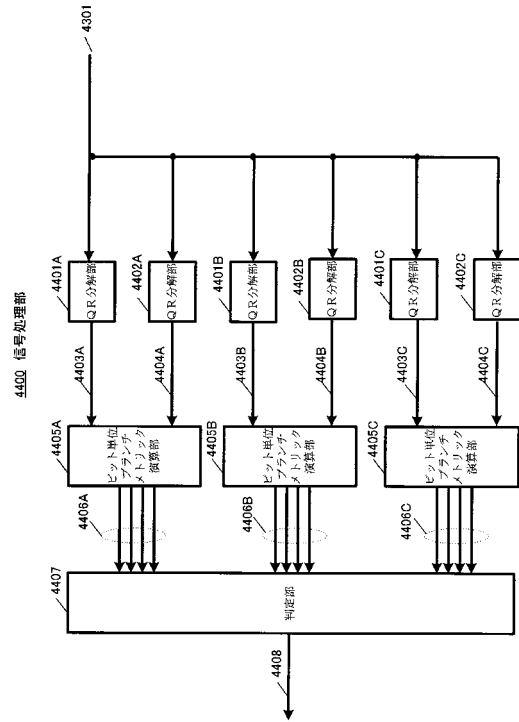 4400 信号処理部
4301
4401A
QR分解部
4402A
QR分解部
4401B
QR分解部
4402B
QR分解部
4401C
QR分解部
4402C
QR分解部
4403A
4404A
4403B
4404B
4403C
4404C
4405A
ビット単位
ブランチ
メトリック
演算部
4405B
ビット単位
ブランチ
メトリック
演算部
4405C
ビット単位
ブランチ
メトリック
演算部
4406A
4406B
4406C
4407
判定部
4408